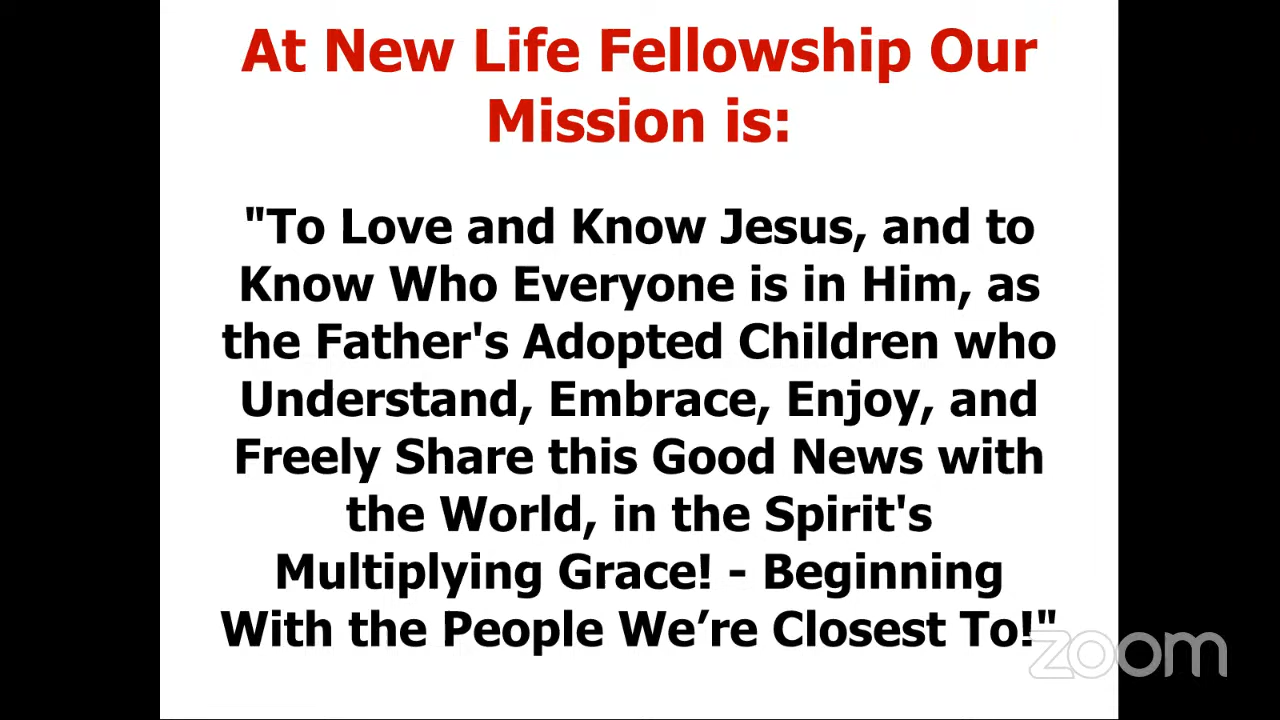 At New Life Fellowship Our
Mission is:
"To Love and Know Jesus, and to
Know Who Everyone is in Him, as
the Father's Adopted Children who
Understand, Embrace, Enjoy, and
Freely Share this Good News with
the World, in the Spirit's
Multiplying Grace! - Beginning
With the People We’re Closest To!"
zoom